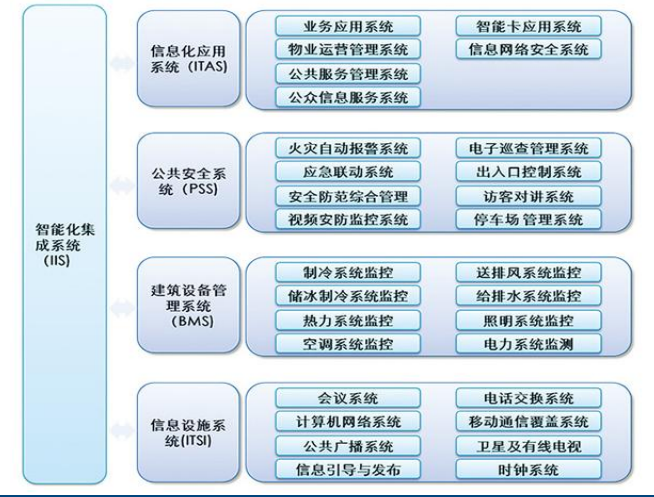 智能化集
成系统
(IIS)
信息化应用
系统（ITAS)
业务应用系统
智能卡应用系统
物业运营管理系统
信息网络安全系统
公共服务管理系统
公众信息服务系统
公共安全系
统（PSS)
火灾自动报警系统
电子巡查管理系统
应急联动系统
出入口控制系统
安全防范综合管理
访客对讲系统
视频安防监控系统
停车场管理系统
建筑设备管
理系统
（BMS)
制冷系统监控
送排风系统监控
储冰制冷系统监控
给排水系统监控
热力系统监控
照明系统监控
空调系统监控
电力系统监测
信息设施系
统(ITSI)
会议系统
电话交换系统
计算机网络系统
移动通信覆盖系统
公共广播系统
卫星及有线电视
信息引导与发布
时钟系统